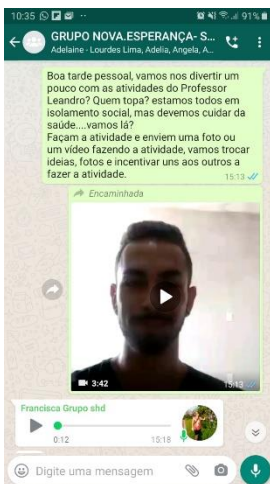 10:35
91%
GRUPO NOVA.ESPERANÇA- S...
Adelaine - Lourdes Lima, Adelia, Angela, A...
Boa tarde pessoal, vamos nos divertir um
pouco com as atividades do Professor
Leandro? Quem topa? estamos todos em
isolamento social, mas devemos cuidar da
saúde....vamos lá?
Façam a atividade e enviem uma foto ou
um vídeo fazendo a atividade, vamos trocar
ideias, fotos e incentivar uns aos outros a
fazer a atividade.
15:13
Encaminhada
3:42
15:13
Francisca Grupo shd
0:12
15:18
Digite uma mensagem